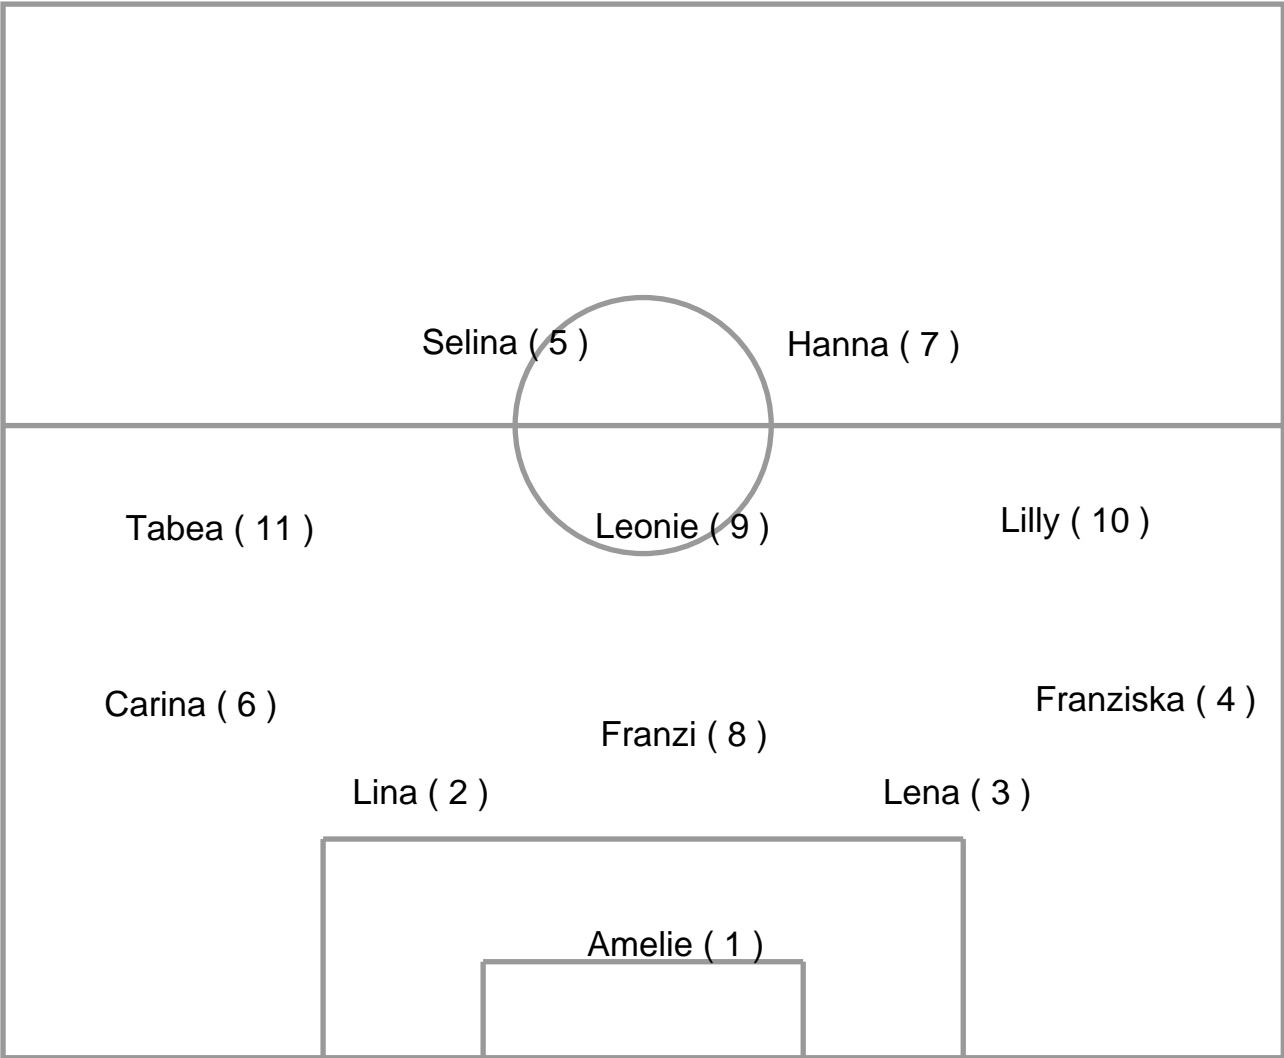 Selina ( 5 )
Hanna ( 7 )
Tabea ( 11 )
Leonie ( 9 )
Lilly ( 10 )
Carina ( 6 )
Franziska ( 4 )
Franzi ( 8 )
Lina ( 2 )
Lena ( 3 )
Amelie ( 1 )